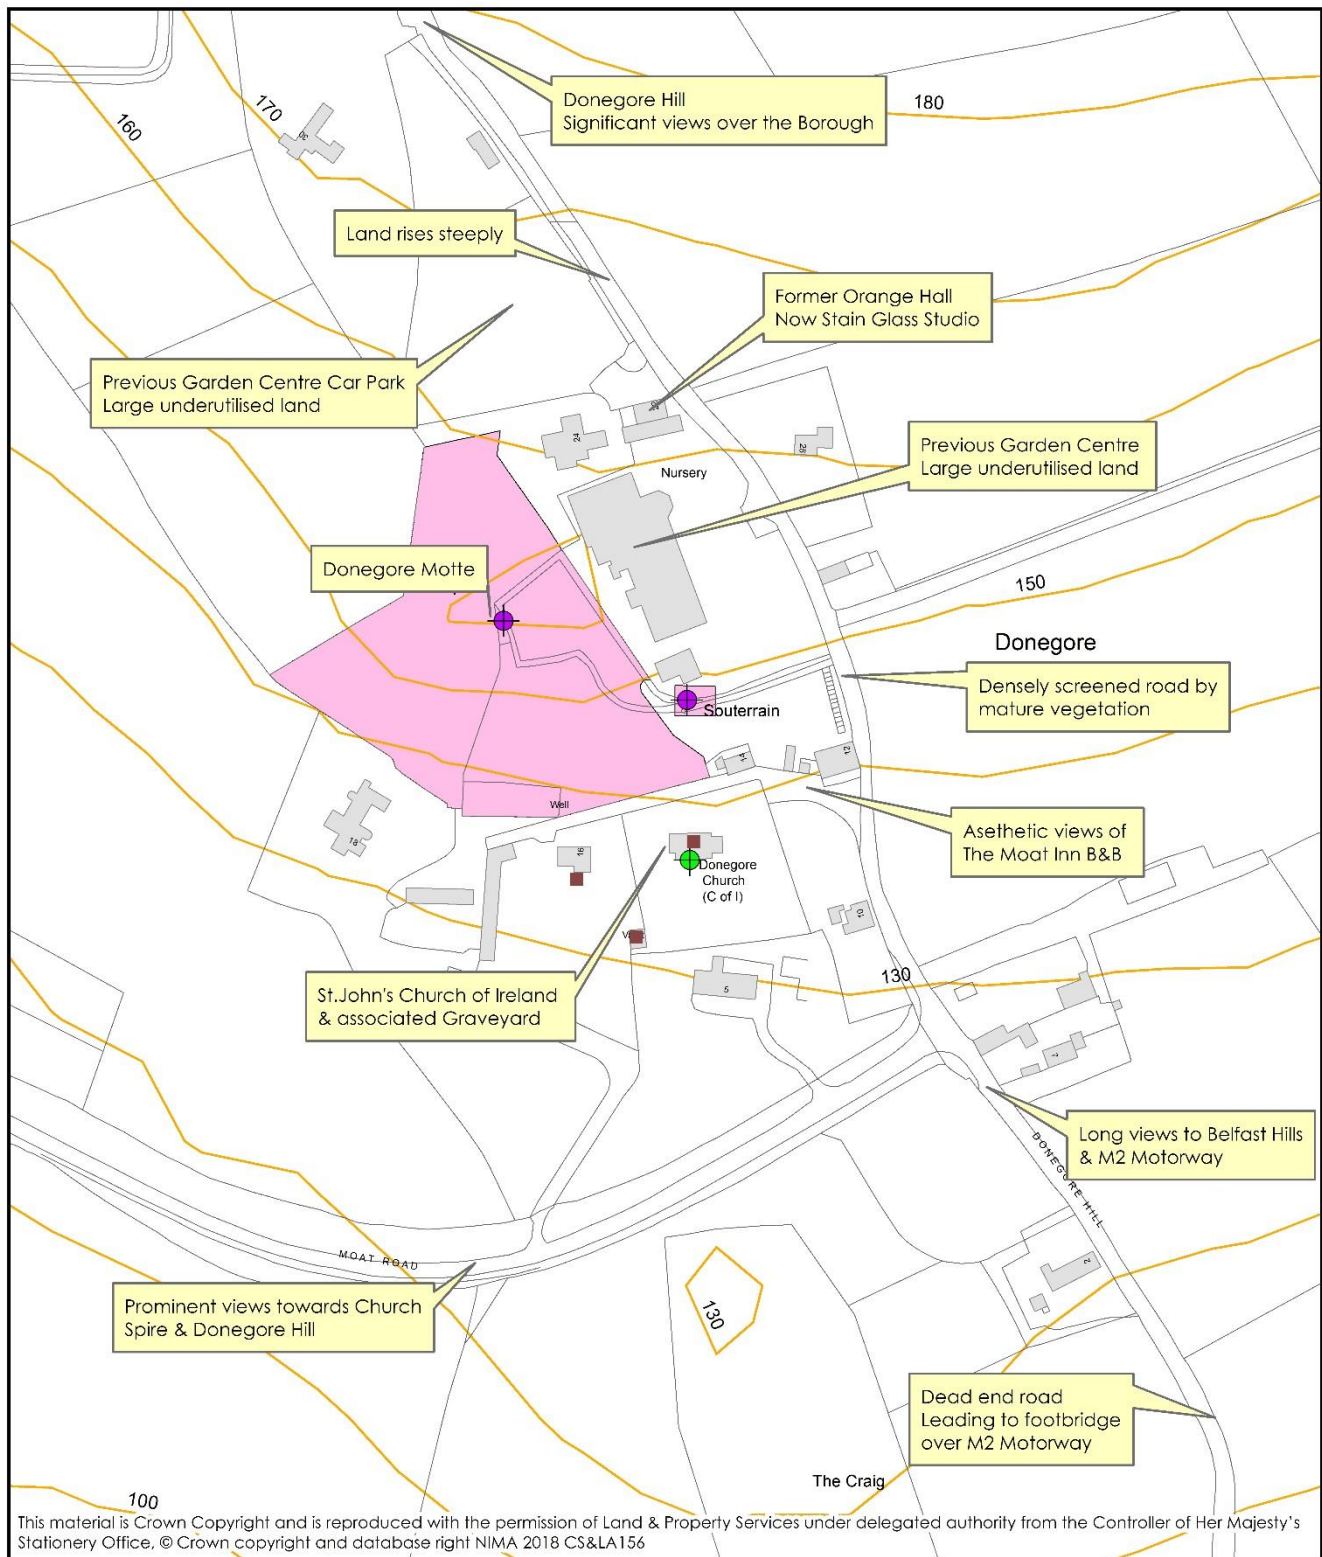 Donegore Hill
Significant views over the Borough
180
170
160
30
Land rises steeply
Former Orange Hall
Now Stain Glass Studio
Previous Garden Centre Car Park
Large underutilised land
24
28
Previous Garden Centre
Large underutilised land
Nursery
Donegore Motte
150
Donegore
Densely screened road by
mature vegetation
Souterrain
12
14
Well
Asethetic views of
The Moat Inn B&B
18
16
Donegore
Church
(C of I)
10
St.John's Church of Ireland
& associated Graveyard
5
130
7
Long views to Belfast Hills
& M2 Motorway
DONEGORE HILL
MOAT ROAD
2
Prominent views towards Church
Spire & Donegore Hill
130
Dead end road
Leading to footbridge
over M2 Motorway
The Craig
100
This material is Crown Copyright and is reproduced with the permission of Land & Property Services under delegated authority from the Controller of Her Majesty's
Stationery Office, © Crown copyright and database right NIMA 2018 CS&LA156